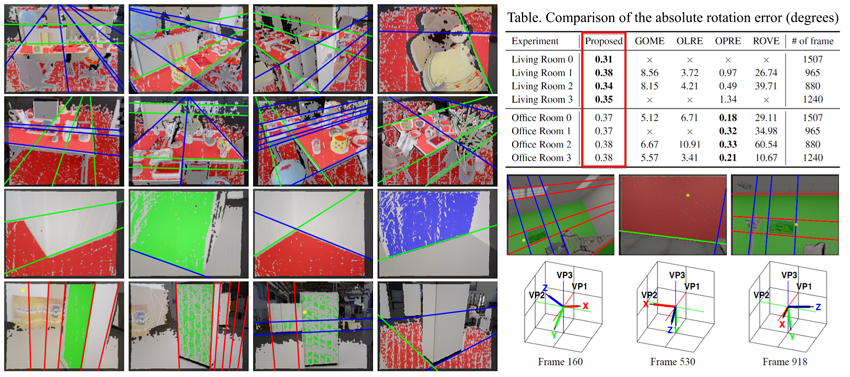 Table. Comparison of the absolute rotation error (degrees)
Experiment Proposed GOME OLRE OPRE ROVE # of frame
Living Room 0 0.31 × × × × 1507
Living Room 1 0.38 8.56 3.72 0.97 26.74 965
Living Room 2 0.34 8.15 4.21 0.49 39.71 880
Living Room 3 0.35 × × 1.34 × 1240
Office Room 0 0.37 5.12 6.71 0.18 29.11 1507
Office Room 1 0.37 × × 0.32 34.98 965
Office Room 2 0.38 6.67 10.91 0.33 60.54 880
Office Room 3 0.38 5.57 3.41 0.21 10.67 1240
VP3 VP3 VP3
VP2 Z VP1 VP2 VP1 VP2 VP1
X X Z
Y Z Y X Y
Frame 160 Frame 530 Frame 918